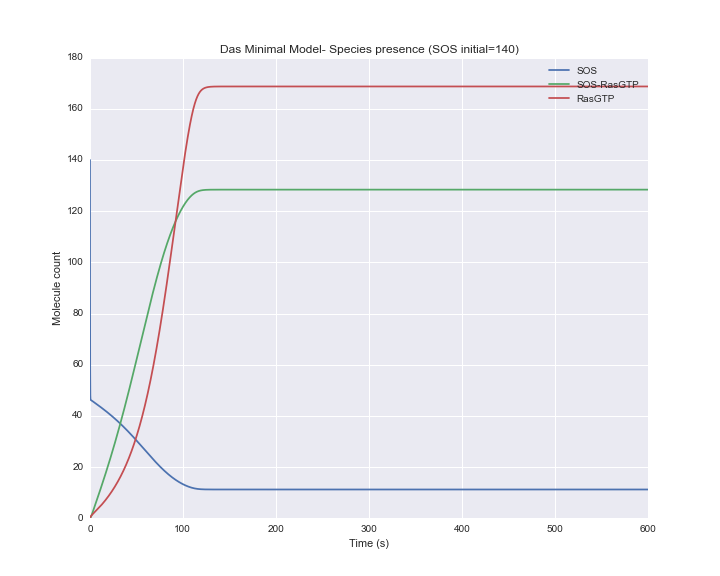 Das Minimal Model- Species presence (SOS initial=140)
180
160
140
120
100
80
60
40
20
0
Molecule count
SOS
SOS-RasGTP
RasGTP
0 100 200 300 400 500 600
Time (s)